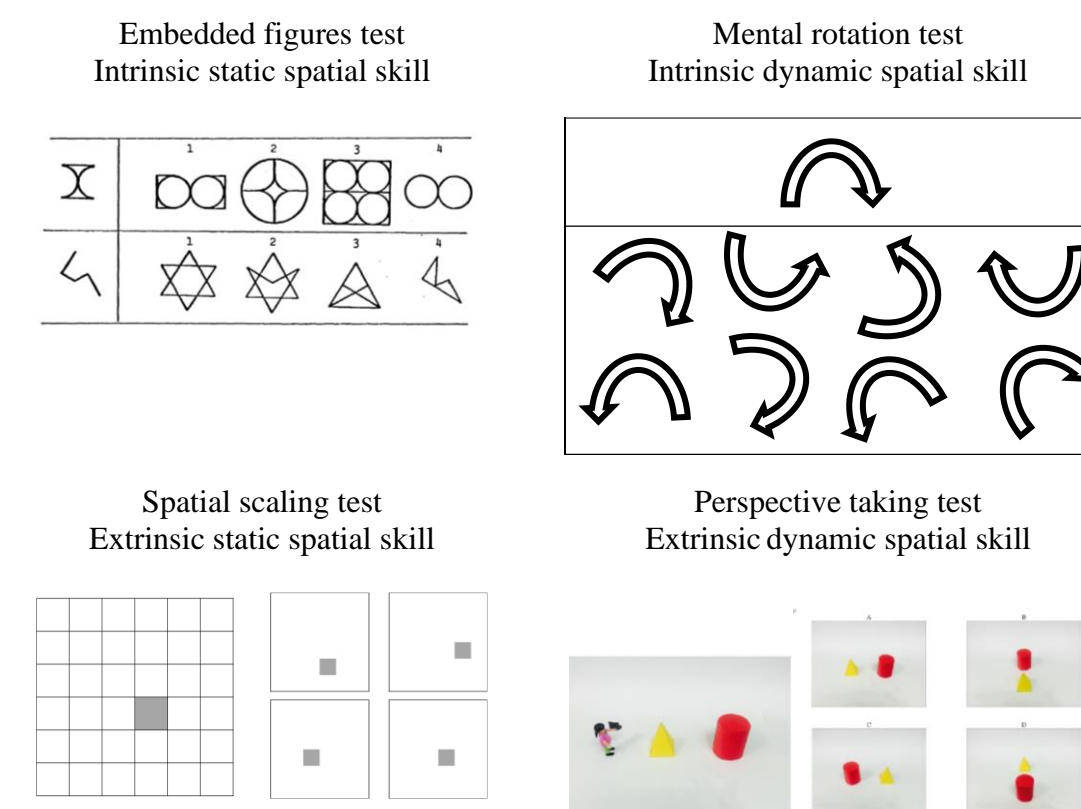 Embedded figures test
Intrinsic static spatial skill
Mental rotation test
Intrinsic dynamic spatial skill
1 2 3 4
1 2 3 4
Spatial scaling test
Extrinsic static spatial skill
Perspective taking test
Extrinsic dynamic spatial skill
A B
C D